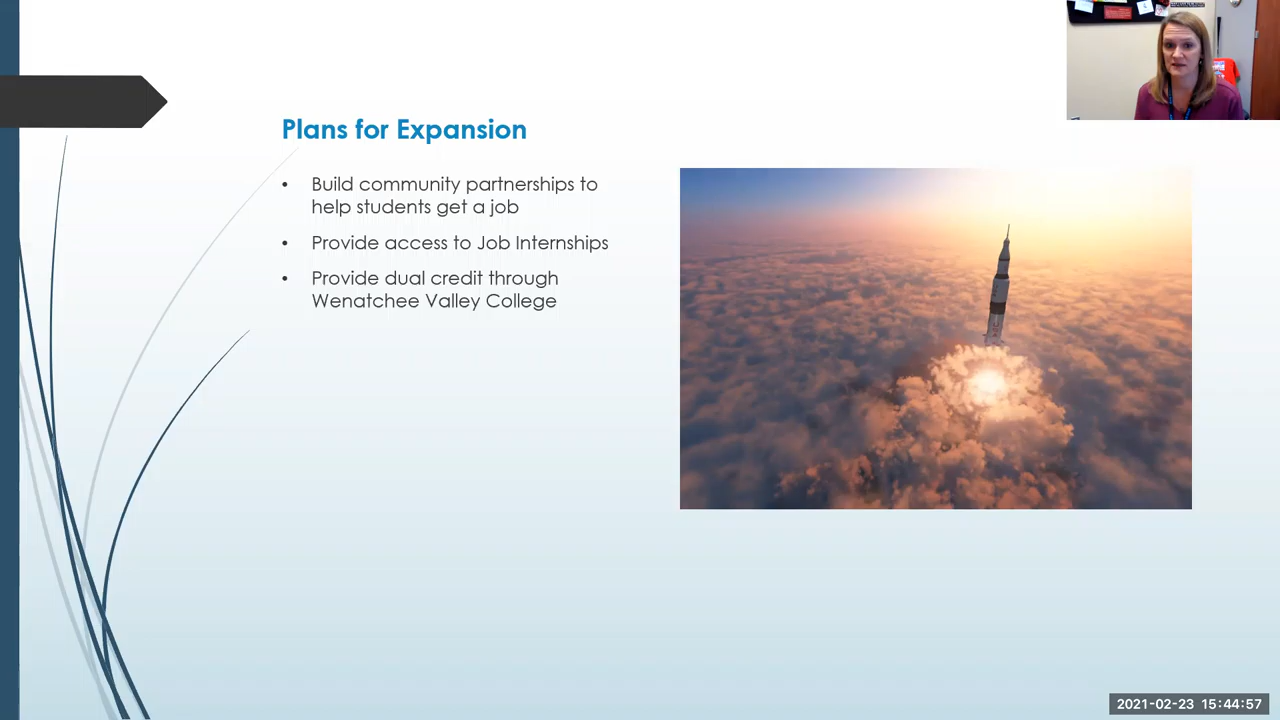 Plans for Expansion
• Build community partnerships to
help students get a job
• Provide access to Job Internships
• Provide dual credit through
Wenatchee Valley College
2021-02-23 15:44:57